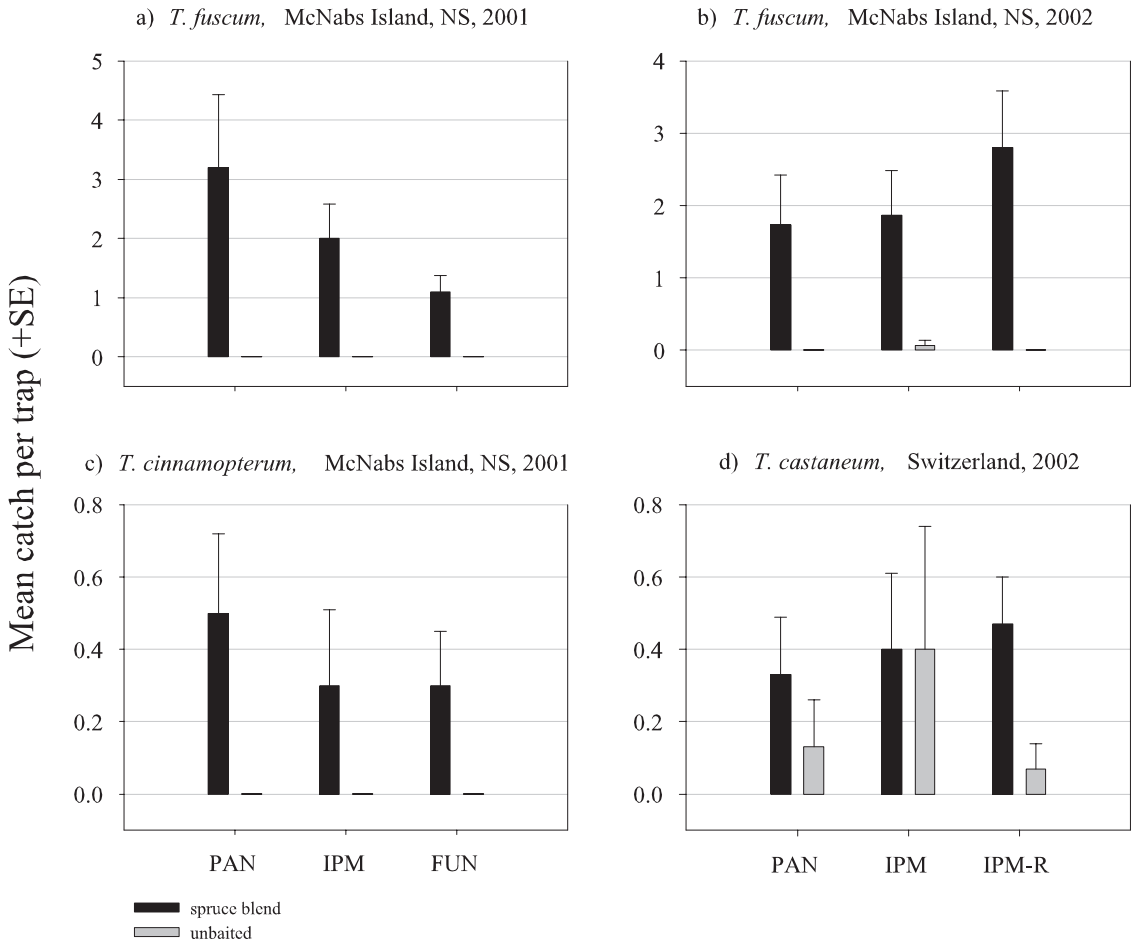 a) T. fuscum, McNabs Island, NS, 2001
b) T. fuscum, McNabs Island, NS, 2002
Mean catch per trap (+SE)
5
4
3
2
1
0
4
3
2
1
0
c) T. cinnamopterum, McNabs Island, NS, 2001
d) T. castaneum, Switzerland, 2002
0.8
0.6
0.4
0.2
0.0
PAN IPM FUN
0.8
0.6
0.4
0.2
0.0
PAN IPM IPM-R
spruce blend
unbaited